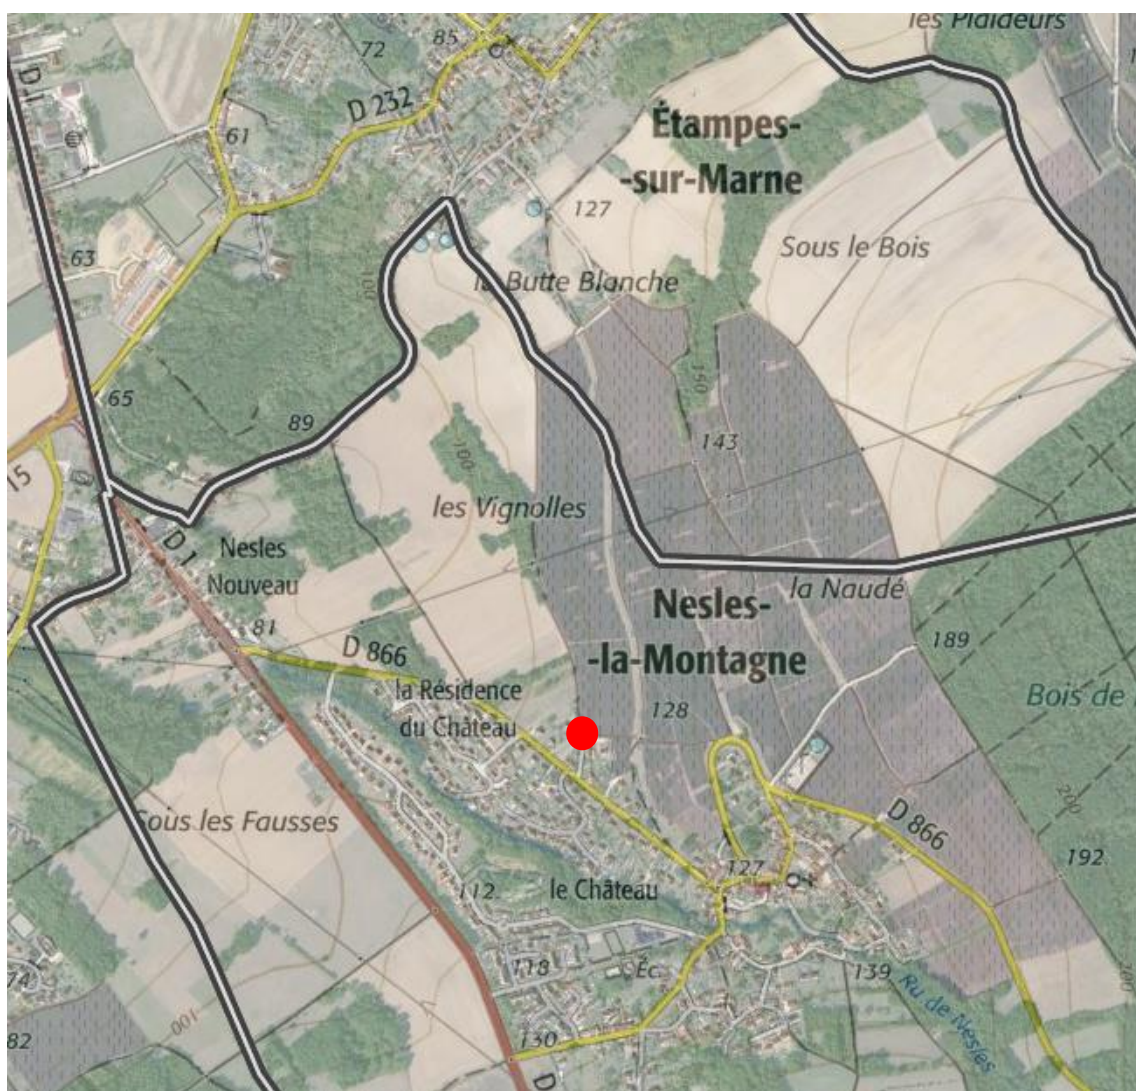 les Plaideurs
85
72
D 1
D 232
Étampes-
-sur-Marne
61
127
Sous le Bois
63
100
la Butte Blanche
150
65
89
143
100
15
les Vignolles
D 1
Nesles
Nouveau
la Naudé
Nesles-
-la-Montagne
81
189
D 866
la Résidence
du Château
128
Bois de
200
Sous les Fausses
D 866
127
192
112
le Château
118
Éc.
139
200
74
Ru de Nesles
100
82
130
D